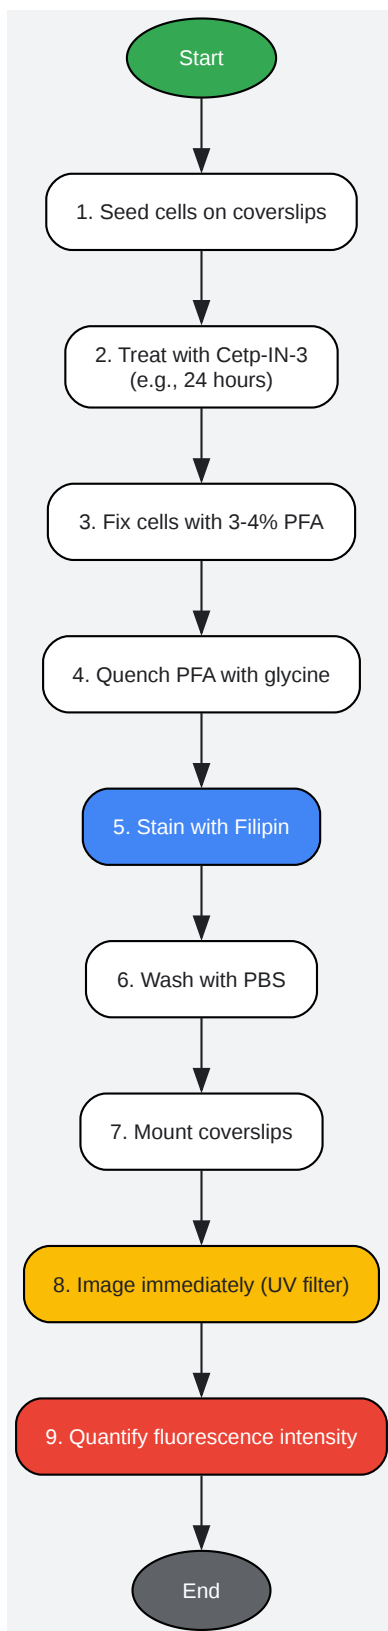 Start
1. Seed cells on coverslips
2. Treat with Cetp-IN-3
(e.g., 24 hours)
3. Fix cells with 3-4% PFA
4. Quench PFA with glycine
5. Stain with Filipin
6. Wash with PBS
7. Mount coverslips
8. Image immediately (UV filter)
9. Quantify fluorescence intensity
End